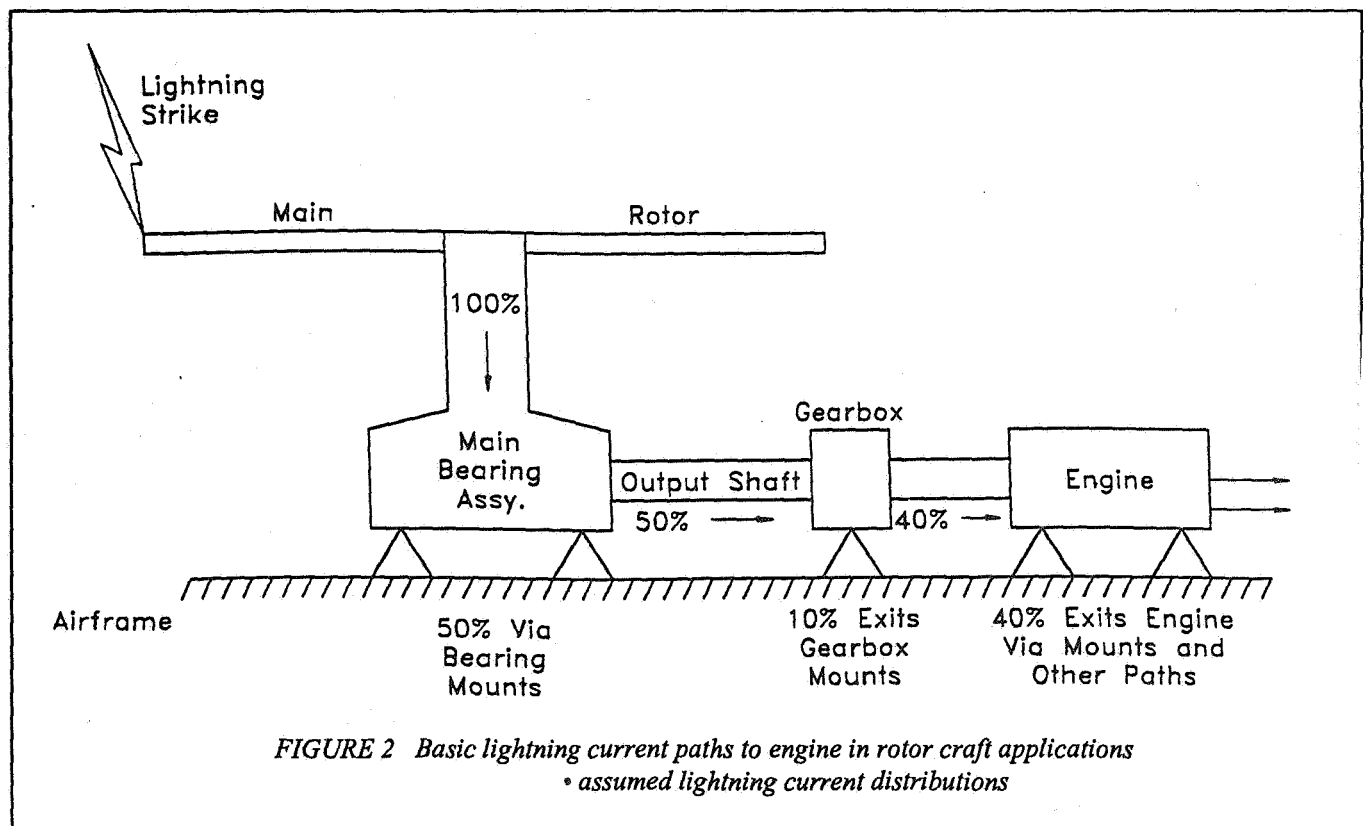 Lightning
Strike
Main
Rotor
100%
Gearbox
Main
Bearing
Assy.
Output Shaft
Engine
50%
40%
Airframe
50% Via
Bearing
Mounts
10% Exits
Gearbox
Mounts
40% Exits Engine
Via Mounts and
Other Paths
FIGURE 2 Basic lightning current paths to engine in rotor craft applications
• assumed lightning current distributions